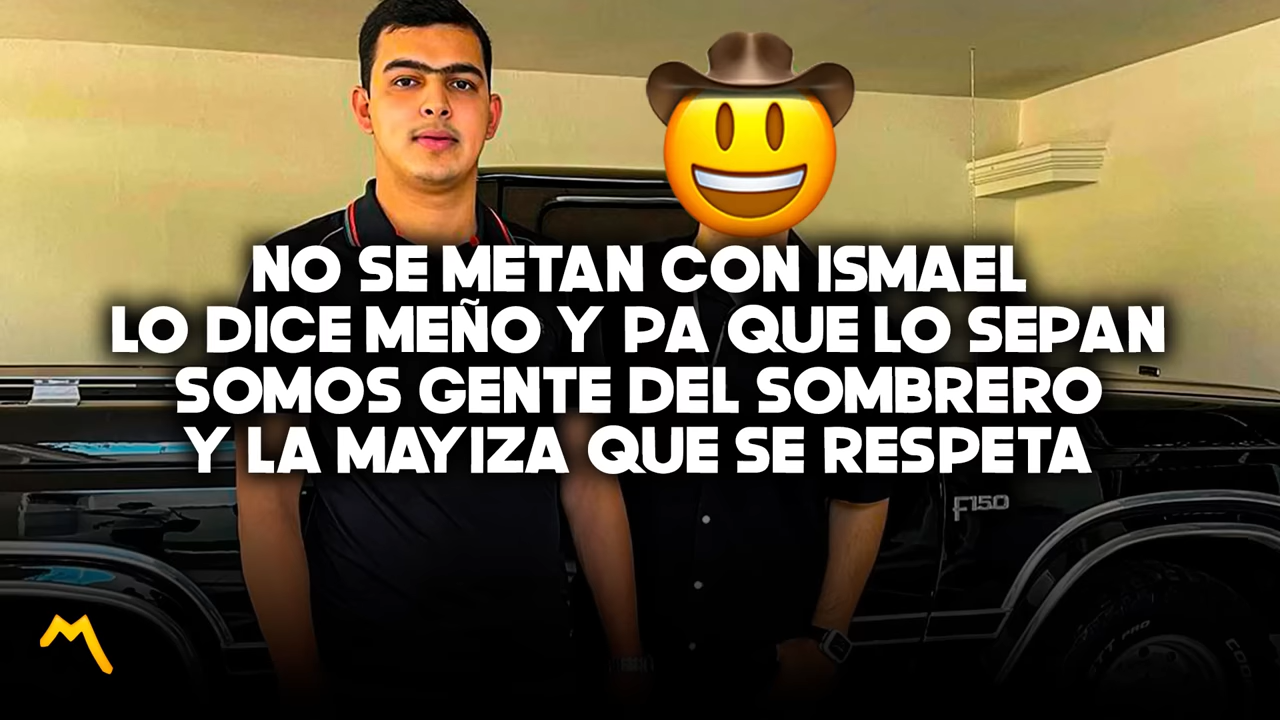 NO SE METAN CON ISMAEL
LO DICE MEÑO Y PA QUE LO SEPAN
SOMOS GENTE DEL SOMBRERO
Y LA MAYIZA QUE SE RESPETA
F150
PRO